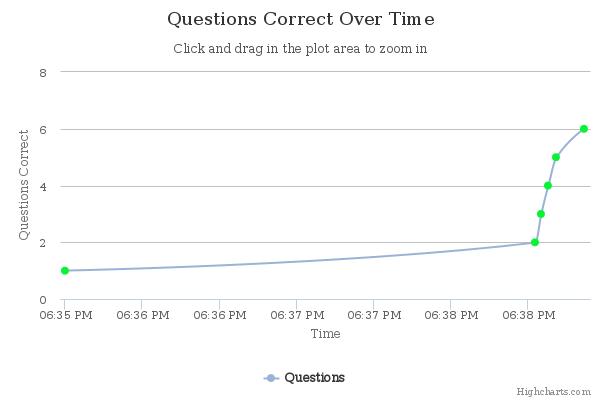 Questions Correct Over Time
Click and drag in the plot area to zoom in
Questions Correct
8
6
4
2
0
06:35 PM 06:36 PM 06:36 PM 06:37 PM 06:37 PM 06:38 PM 06:38 PM
Time
Questions
Highcharts.com